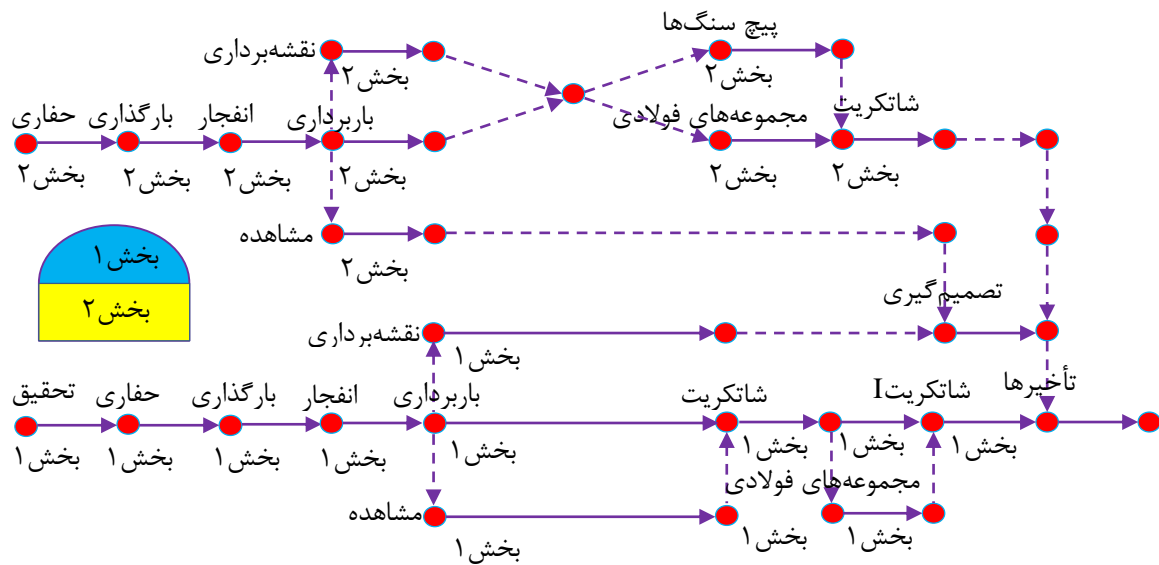 پیچ سنگ‌ها
نقشه‌برداری
بخش۲
بخش۲
حفاری
بارگذاری
انفجار
باربرداری
مجموعه‌های فولادی
شاتکریت
بخش۲
بخش۲
بخش۲
بخش۲
بخش۲
بخش۲
مشاهده
بخش۲
بخش۱
بخش۲
تصمیم‌گیری
نقشه‌برداری
بخش۱
تحقیق
حفاری
بارگذاری
انفجار
باربرداری
شاتکریت
شاتکریتI
تأخیرها
بخش۱
بخش۱
بخش۱
بخش۱
بخش۱
بخش۱
بخش۱
بخش۱
مجموعه‌های فولادی
مشاهده
بخش۱
بخش۱
بخش۱